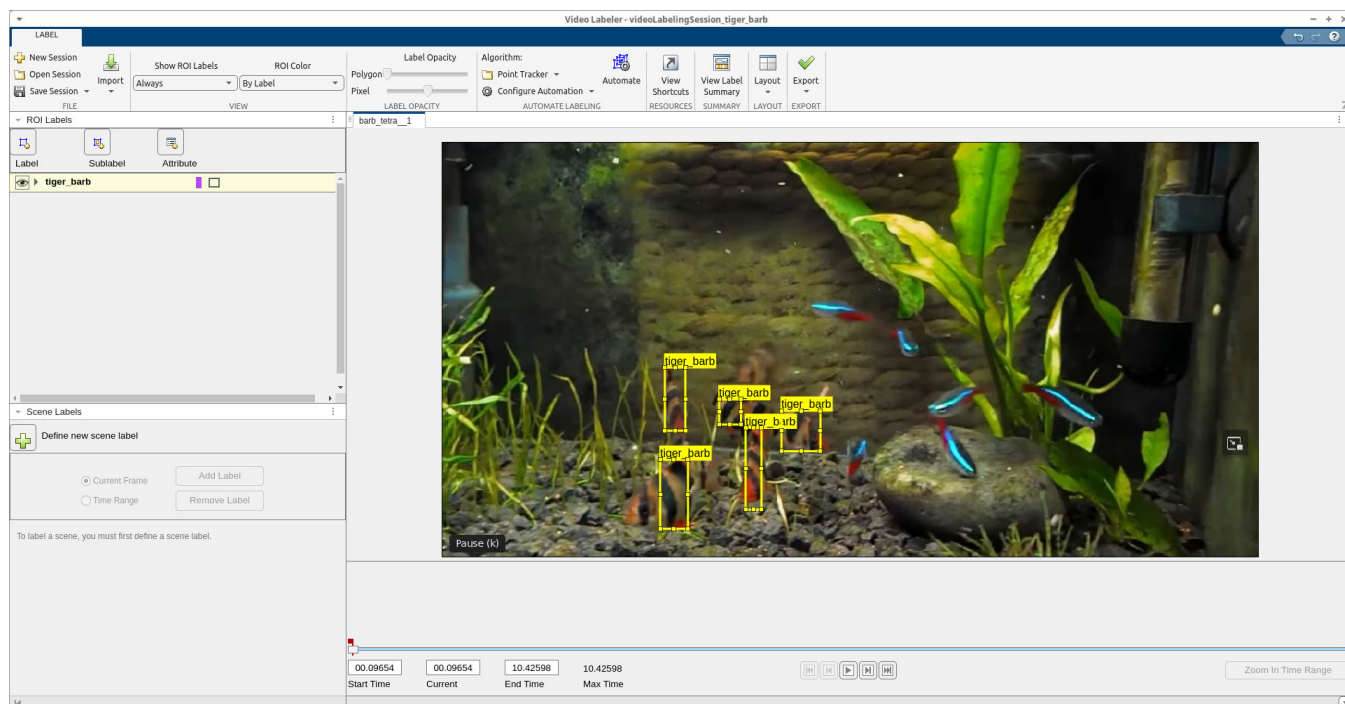 Video Labeler - videoLabelingSession_tiger_barb
LABEL
New Session
Open Session
Save Session
Import
FILE
Show ROI Labels
ROI Color
Always
By Label
VIEW
Label Opacity
Polygon
Pixel
LABEL OPACITY
Algorithm:
Point Tracker
Configure Automation
Automate
AUTOMATE LABELING
View Shortcuts
RESOURCES
View Label Summary
SUMMARY
Layout
LAYOUT
Export
EXPORT
ROI Labels
barb_tetra__1
Label
Sublabel
Attribute
tiger_barb
tiger_barb
tiger_barb
tiger_barb
tiger_barb
tiger_barb
Pause (k)
Scene Labels
Define new scene label
Current Frame
Add Label
Time Range
Remove Label
To label a scene, you must first define a scene label.
00.09654
00.09654
10.42598
10.42598
Start Time
Current
End Time
Max Time
Zoom In Time Range